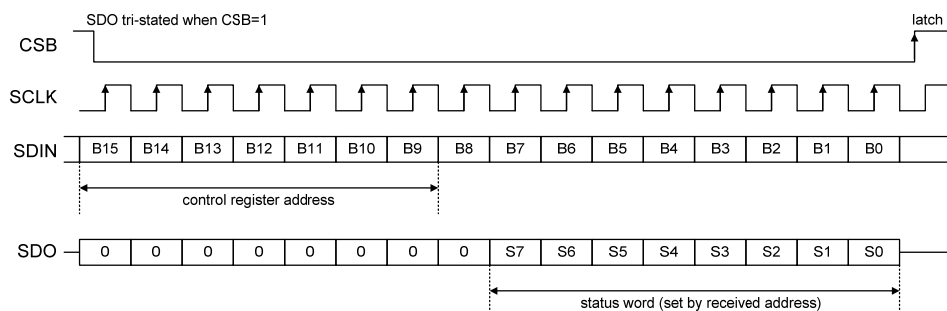 SDO tri-stated when CSB=1 latch
CSB
SCLK
SDIN B15 B14 B13 B12 B11 B10 B9 B8 B7 B6 B5 B4 B3 B2 B1 B0
control register address
SDO 0 0 0 0 0 0 0 0 S7 S6 S5 S4 S3 S2 S1 S0
status word (set by received address)